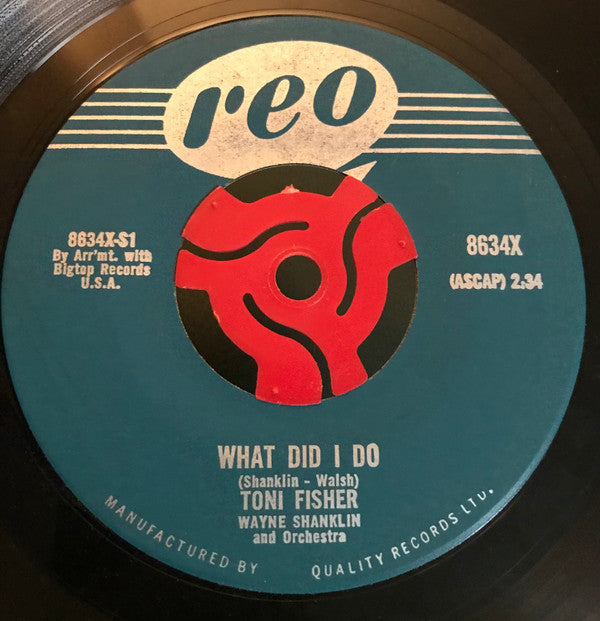 reo
8634X-S1
By Arr'mt. with
Bigtop Records
U.S.A.
8634X
(ASCAP) 2.34
WHAT DID I DO
(Shanklin - Walsh)
TONI FISHER
WAYNE SHANKLIN
and Orchestra
MANUFACTURED BY QUALITY RECORDS LTD.